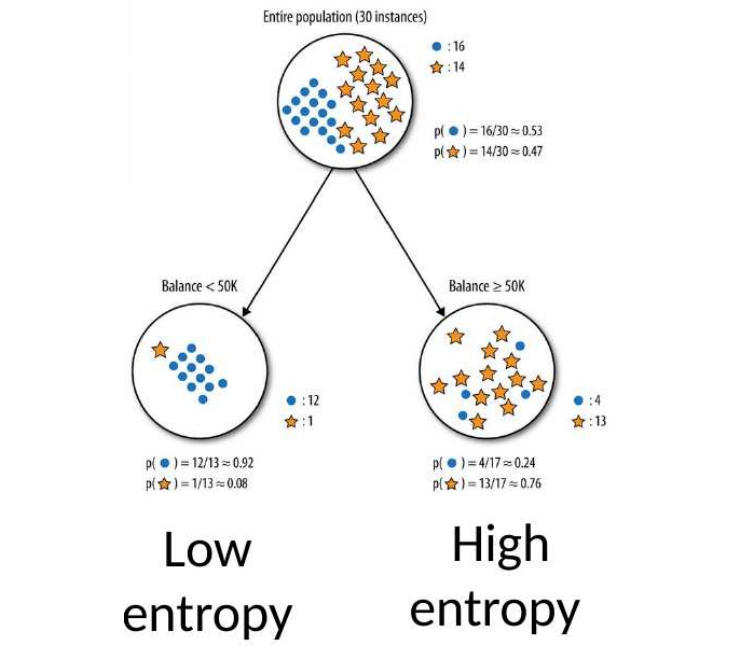 Entire population (30 instances)
: 16
: 14
p( ) = 16/30 ≈ 0.53
p( ) = 14/30 ≈ 0.47
Balance < 50K
Balance ≥ 50K
: 12
: 1
: 4
: 13
p( ) = 12/13 ≈ 0.92
p( ) = 1/13 ≈ 0.08
p( ) = 4/17 ≈ 0.24
p( ) = 13/17 ≈ 0.76
Low
entropy
High
entropy